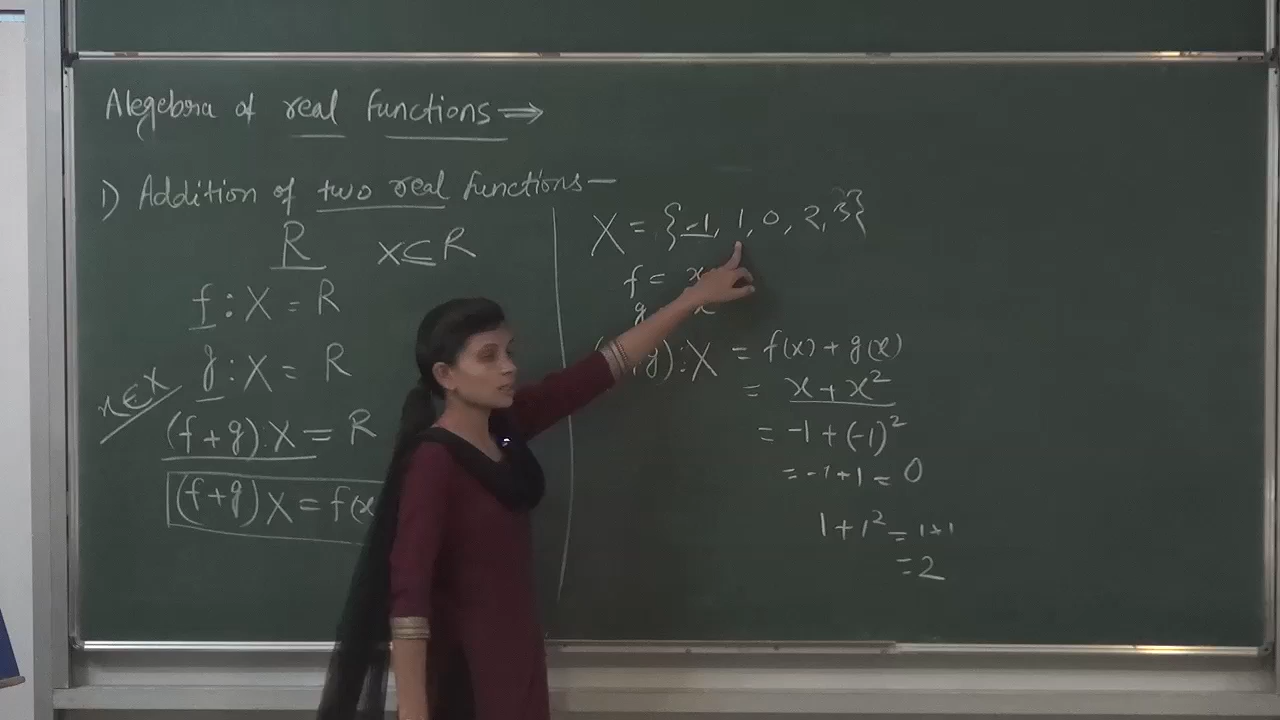 Alegebra of real functions ⇒
1) Addition of two real functions —
R X ⊆ R
f : X = R
g : X = R
x ∈ X
(f+g) : X = R
(f+g) X = f(x
X = {-1, 1, 0, 2, 3}
f = x
g x
g) : X = f(x) + g(x)
= x + x²
= -1 + (-1)²
= -1 + 1 = 0
1 + 1² = 1+1
= 2